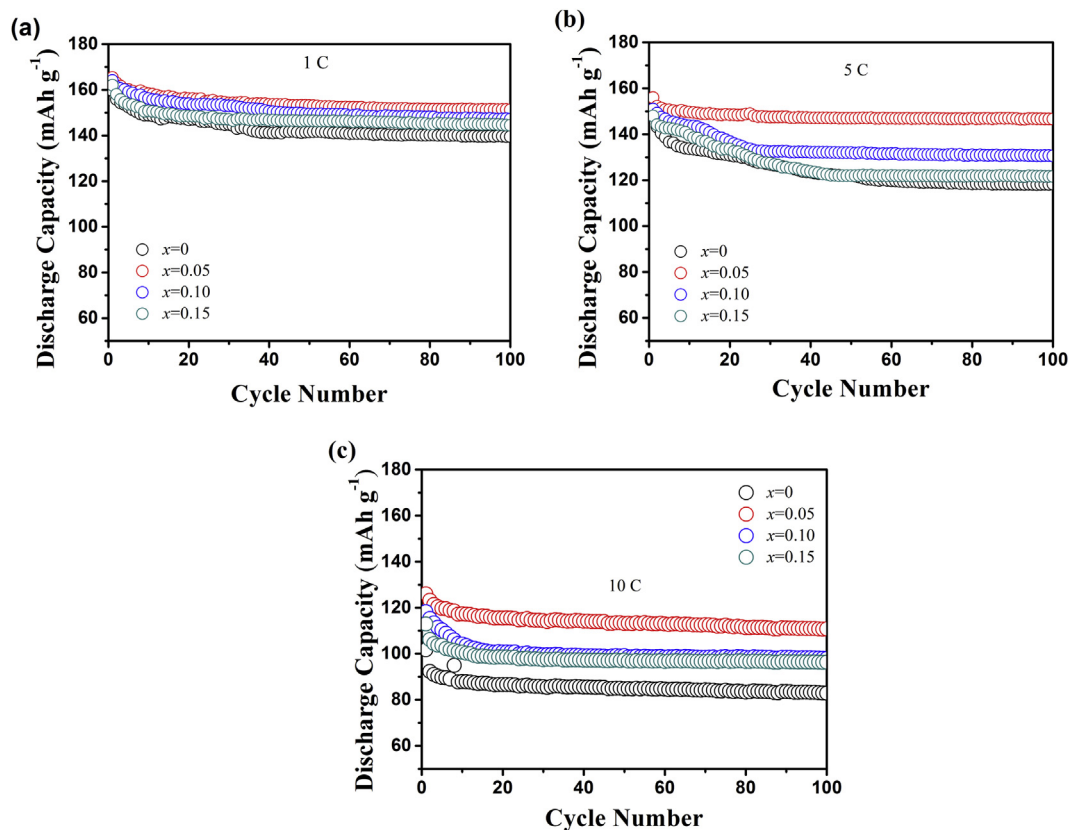 (a)
180
160
140
120
100
80
60
0
20
40
60
80
100
Discharge Capacity (mAh g⁻¹)
Cycle Number
1 C
x=0
x=0.05
x=0.10
x=0.15
(b)
180
160
140
120
100
80
60
0
20
40
60
80
100
Discharge Capacity (mAh g⁻¹)
Cycle Number
5 C
x=0
x=0.05
x=0.10
x=0.15
(c)
180
160
140
120
100
80
60
0
20
40
60
80
100
Discharge Capacity (mAh g⁻¹)
Cycle Number
10 C
x=0
x=0.05
x=0.10
x=0.15